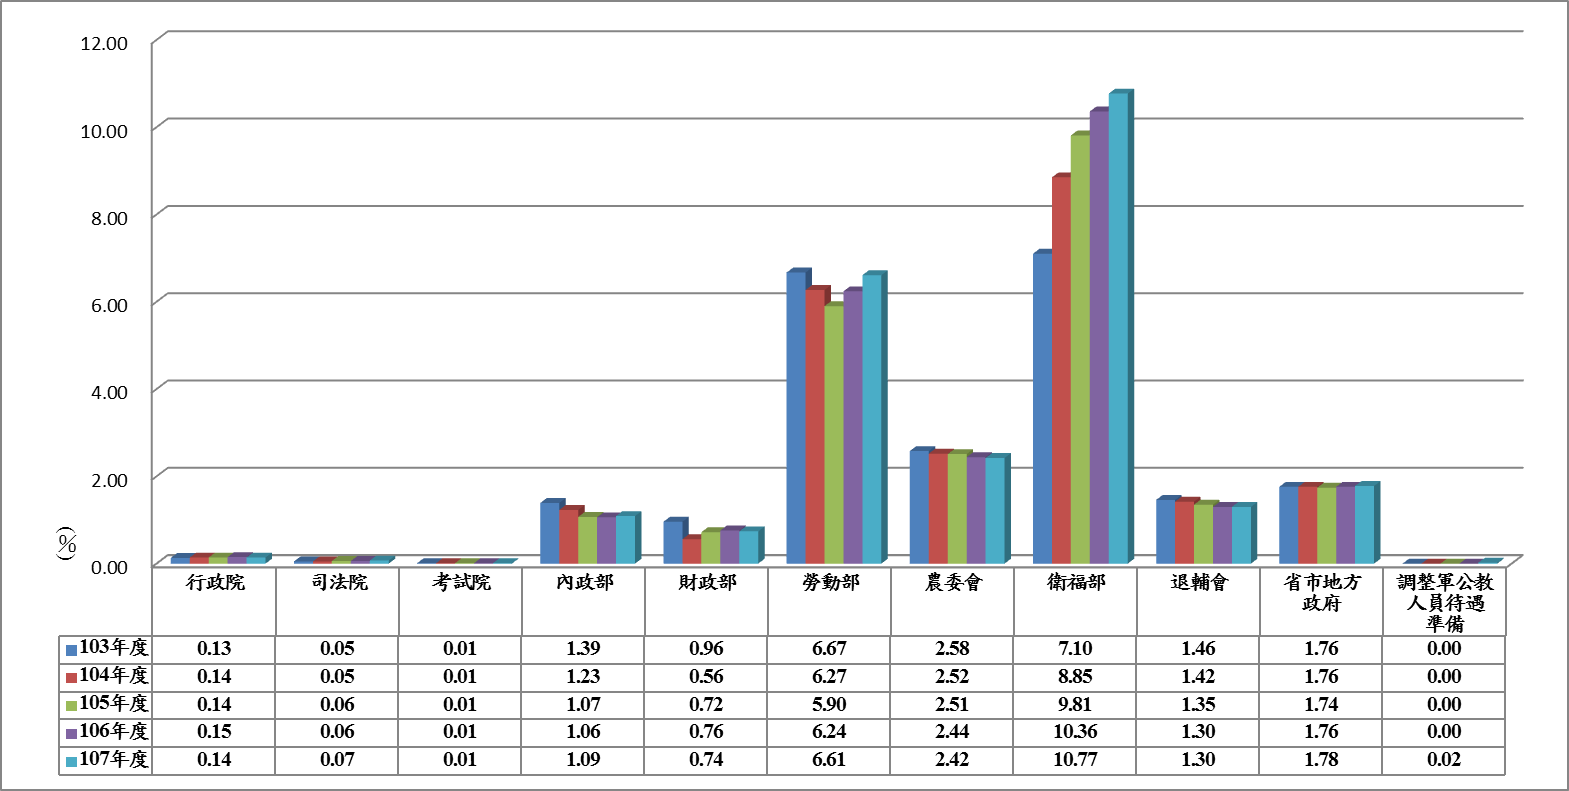 12.00
10.00
8.00
6.00
4.00
2.00
0.00
(%)
行政院 司法院 考試院 內政部 財政部 勞動部 農委會 衛福部 退輔會 省市地方 調整軍公教
政府 人員待遇
準備
103年度 0.13 0.05 0.01 1.39 0.96 6.67 2.58 7.10 1.46 1.76 0.00
104年度 0.14 0.05 0.01 1.23 0.56 6.27 2.52 8.85 1.42 1.76 0.00
105年度 0.14 0.06 0.01 1.07 0.72 5.90 2.51 9.81 1.35 1.74 0.00
106年度 0.15 0.06 0.01 1.06 0.76 6.24 2.44 10.36 1.30 1.76 0.00
107年度 0.14 0.07 0.01 1.09 0.74 6.61 2.42 10.77 1.30 1.78 0.02